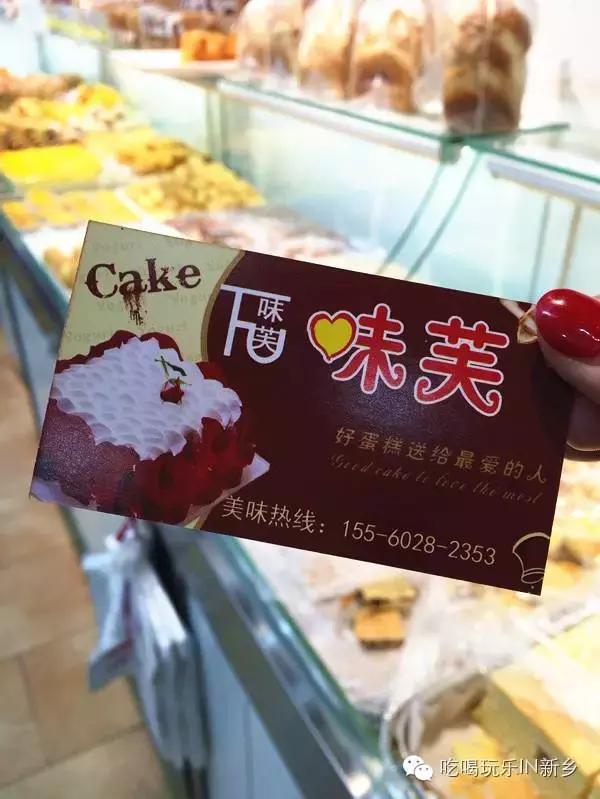 Cake
味芙
味芙
好蛋糕送给最爱的人
Good cake to love the most
美味热线：155-6028-2353
吃喝玩乐IN新乡